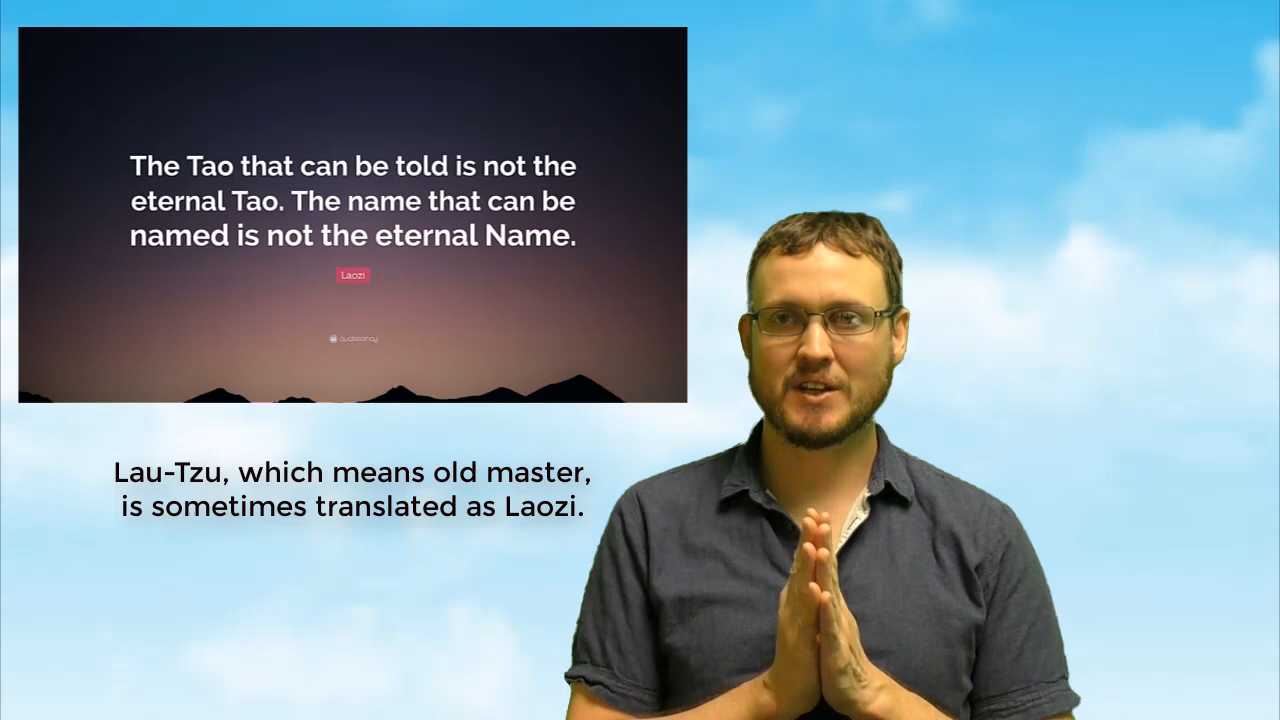 The Tao that can be told is not the
eternal Tao. The name that can be
named is not the eternal Name.
Laozi
quotefancy
Lau-Tzu, which means old master,
is sometimes translated as Laozi.